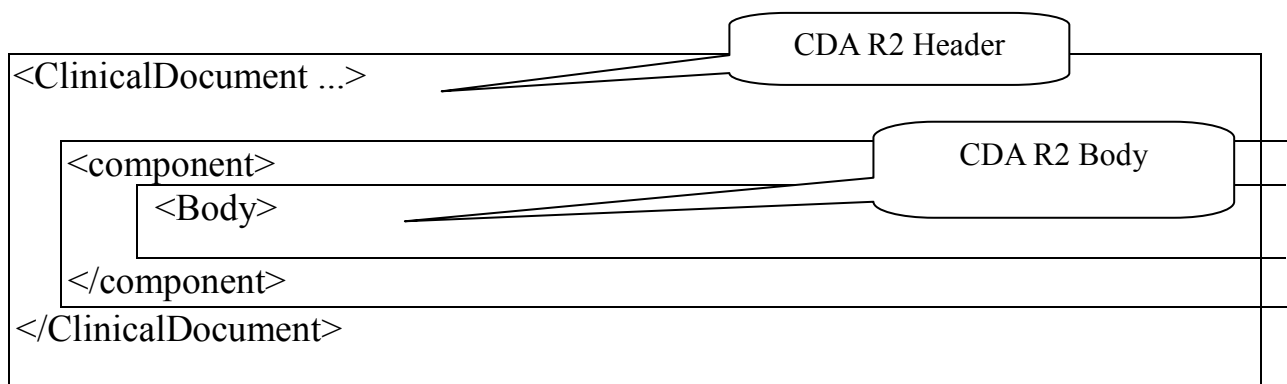 CDA R2 Header
<ClinicalDocument ...>
<component>
CDA R2 Body
<Body>
</component>
</ClinicalDocument>